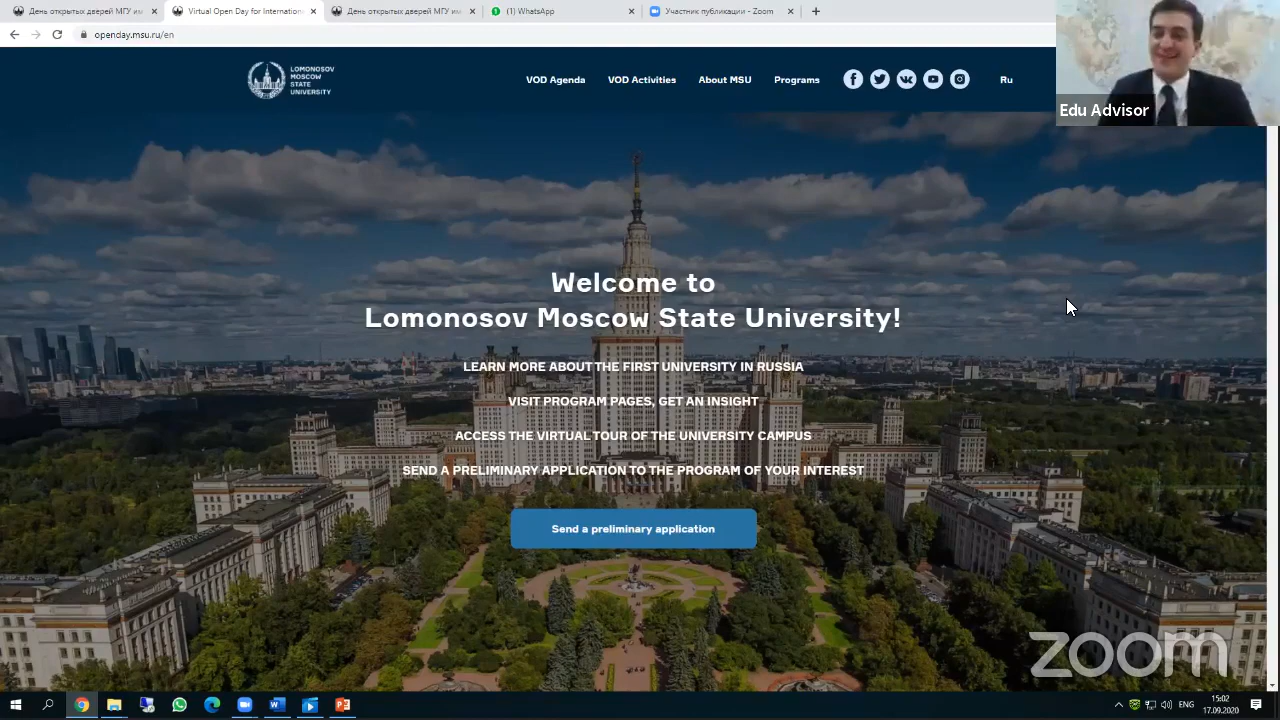 День открытых дверей МГУ им
Virtual Open Day for Internation
День открытых дверей МГУ им
(1) WhatsApp
Участник публикации - Zoom
openday.msu.ru/en
LOMONOSOV
MOSCOW
STATE
UNIVERSITY
VOD Agenda
VOD Activities
About MSU
Programs
Ru
Edu Advisor
Welcome to
Lomonosov Moscow State University!
LEARN MORE ABOUT THE FIRST UNIVERSITY IN RUSSIA
VISIT PROGRAM PAGES, GET AN INSIGHT
ACCESS THE VIRTUAL TOUR OF THE UNIVERSITY CAMPUS
SEND A PRELIMINARY APPLICATION TO THE PROGRAM OF YOUR INTEREST
Send a preliminary application
zoom
ENG
15:02
17.09.2020